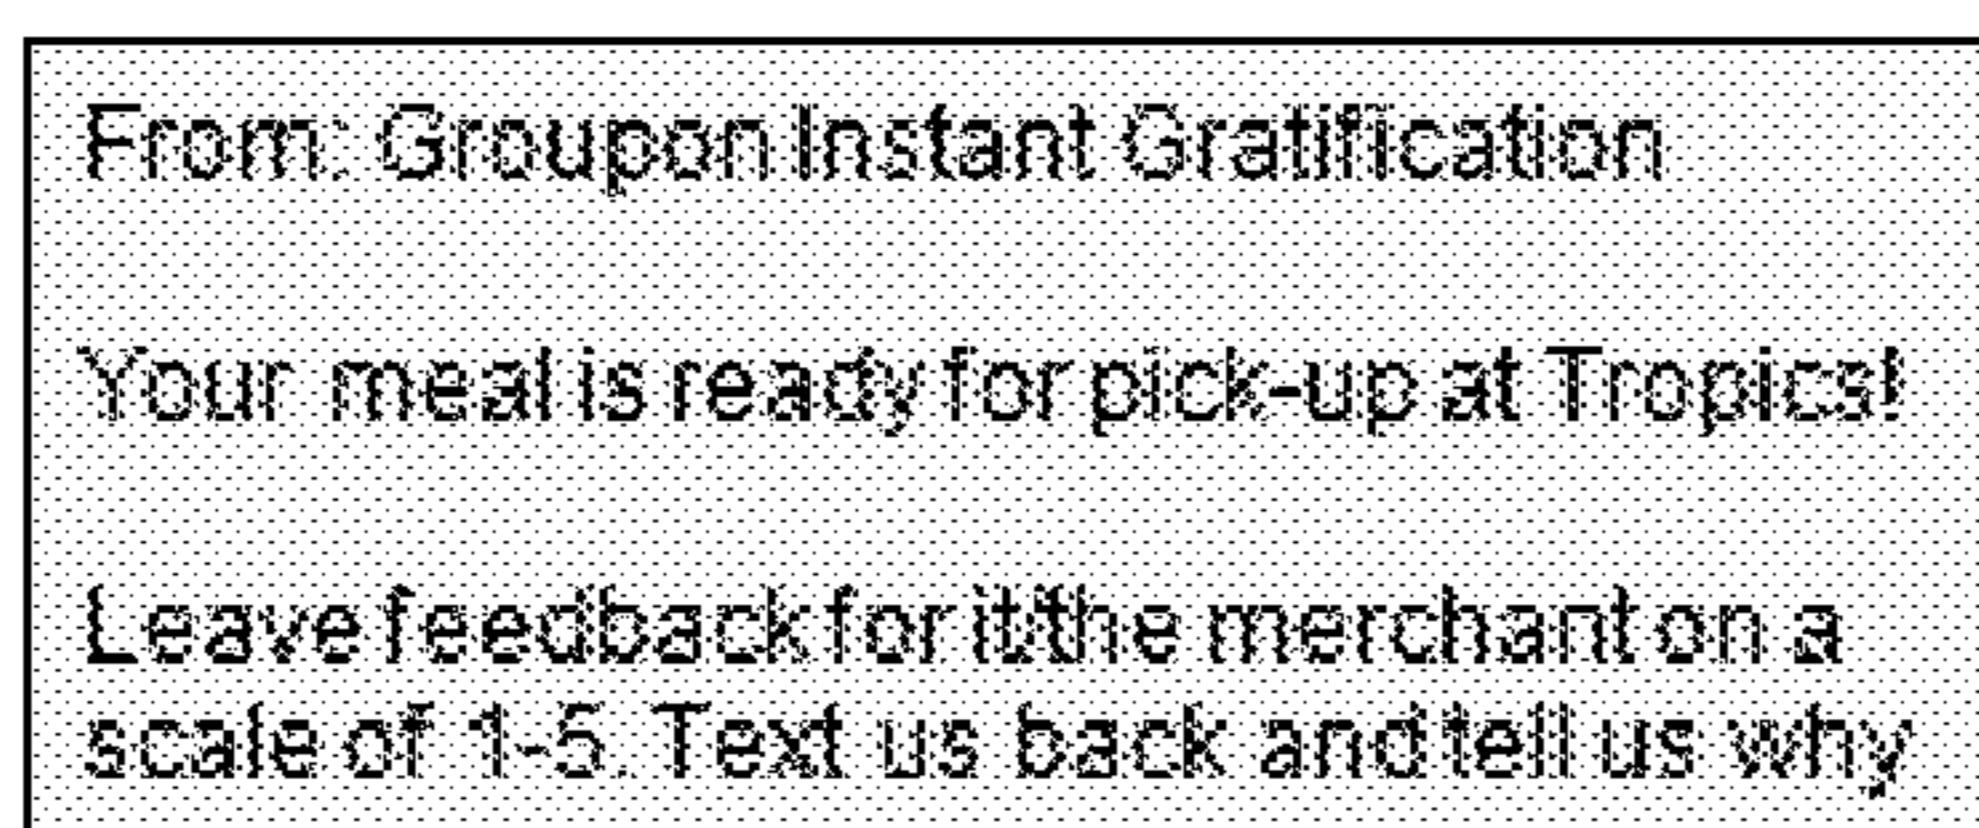 From: Groupon Instant Gratification
Your meal is ready for pick-up at Tropics!
Leave feedback for it/the merchant on a
scale of 1-5. Text us back and tell us why